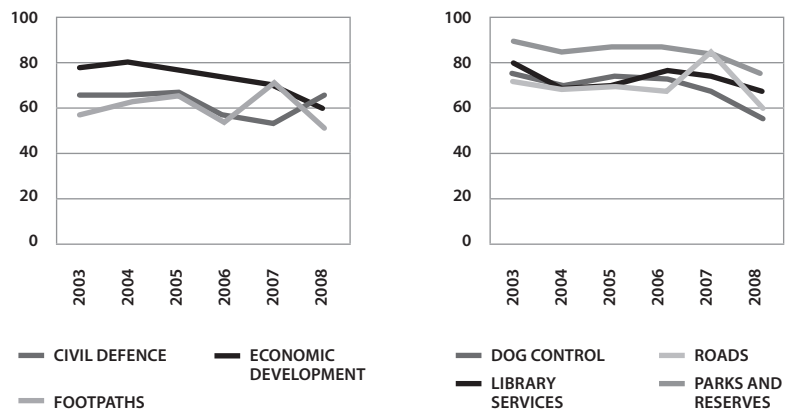 100
80
60
40
20
0
2003
2004
2005
2006
2007
2008
CIVIL DEFENCE
ECONOMIC
DEVELOPMENT
FOOTPATHS
100
80
60
40
20
0
2003
2004
2005
2006
2007
2008
DOG CONTROL
ROADS
LIBRARY
SERVICES
PARKS AND
RESERVES